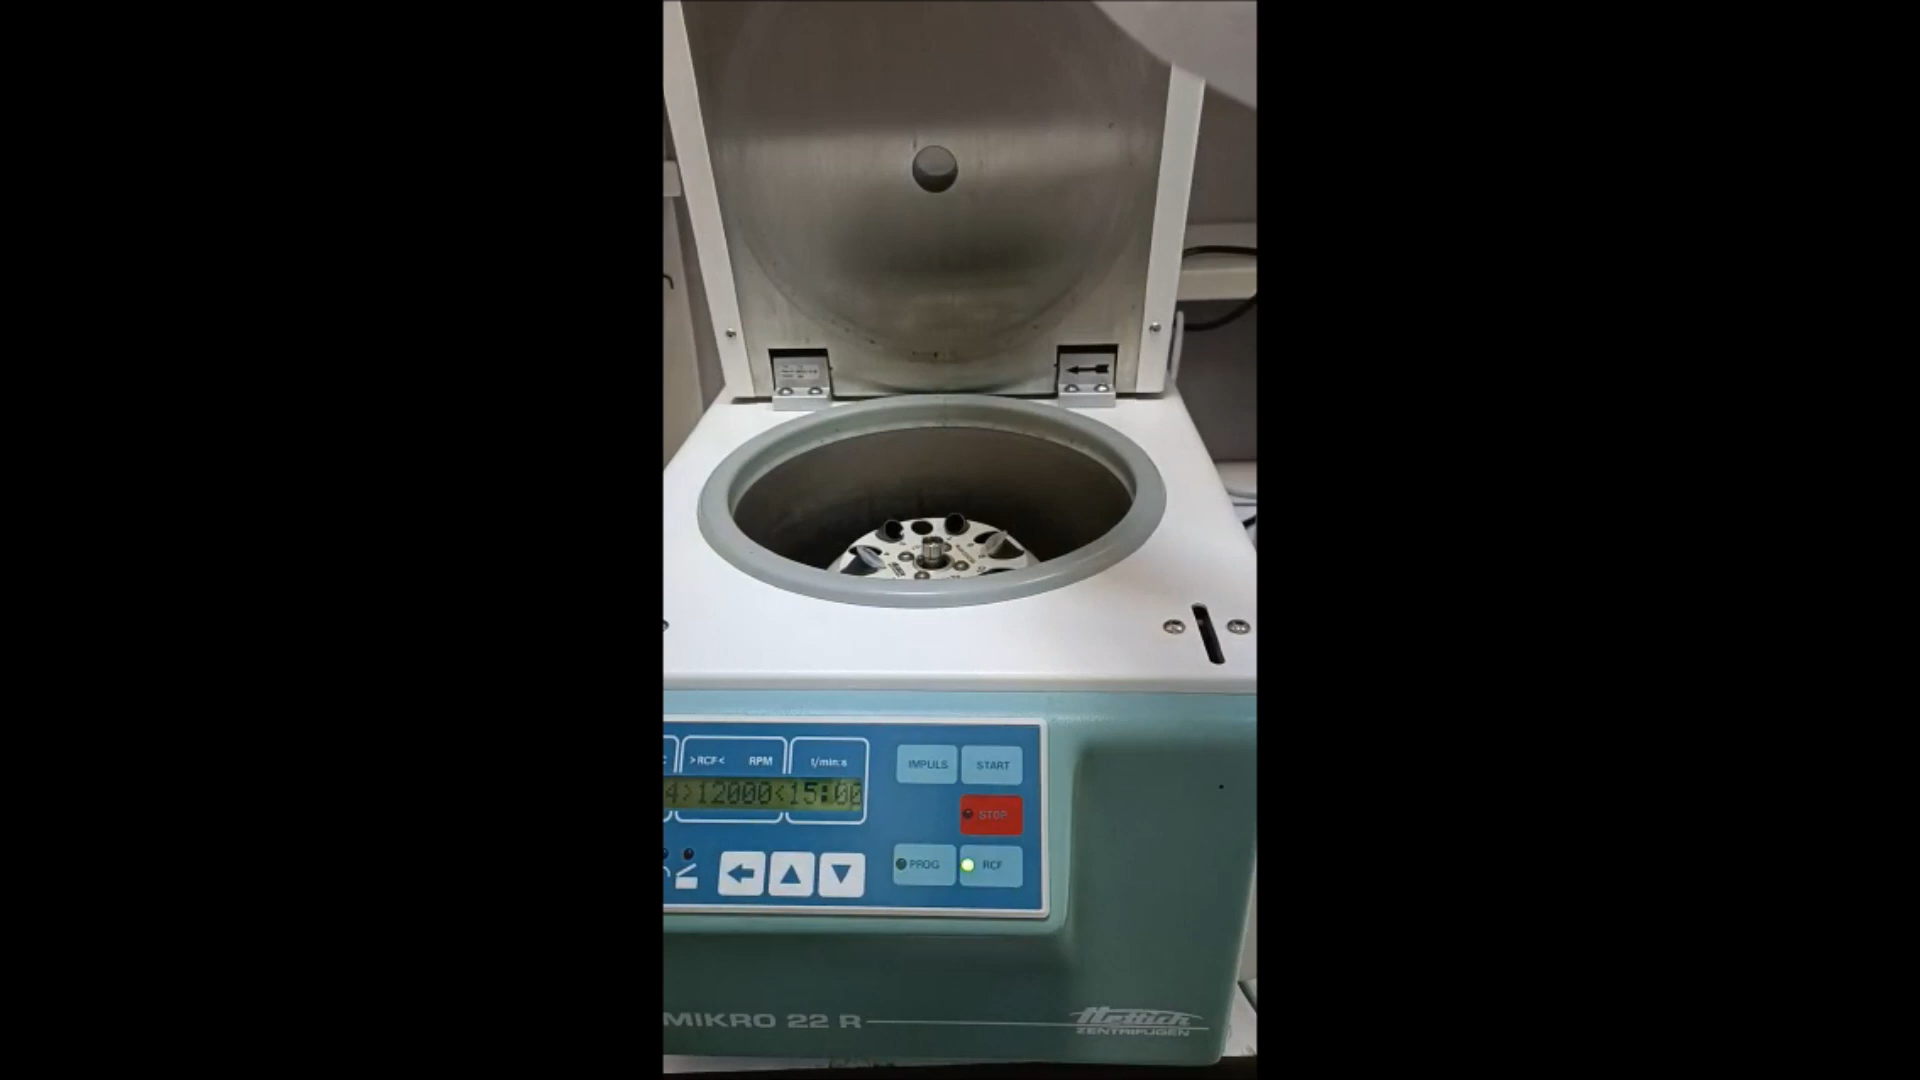 C >RCF< RPM t/min:s
4>12000<15:00
IMPULS START
STOP
PROG RCF
MIKRO 22 R
Hettich
ZENTRIFUGEN